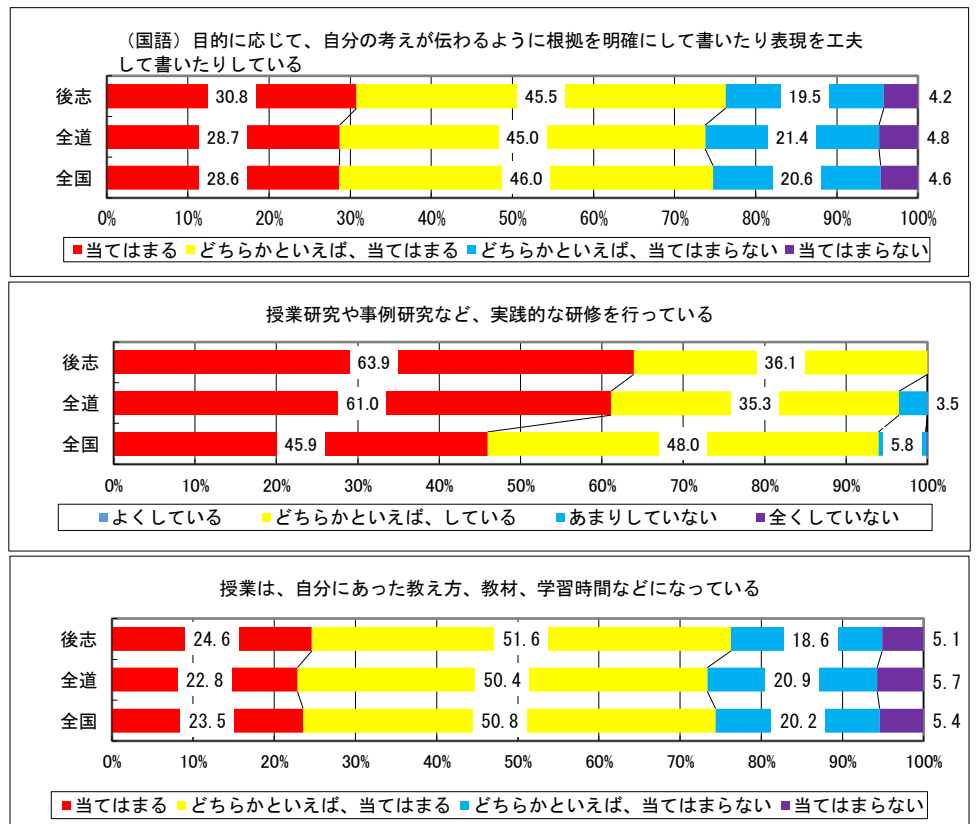 (国語)目的に応じて、自分の考えが伝わるように根拠を明確にして書いたり表現を工夫
して書いたりしている
後志 30.8 45.5 19.5 4.2
全道 28.7 45.0 21.4 4.8
全国 28.6 46.0 20.6 4.6
0% 10% 20% 30% 40% 50% 60% 70% 80% 90% 100%
■当てはまる ■どちらかといえば、当てはまる ■どちらかといえば、当てはまらない ■当てはまらない
授業研究や事例研究など、実践的な研修を行っている
後志 63.9 36.1
全道 61.0 35.3 3.5
全国 45.9 48.0 5.8
0% 10% 20% 30% 40% 50% 60% 70% 80% 90% 100%
■よくしている ■どちらかといえば、している ■あまりしていない ■全くしていない
授業は、自分にあった教え方、教材、学習時間などになっている
後志 24.6 51.6 18.6 5.1
全道 22.8 50.4 20.9 5.7
全国 23.5 50.8 20.2 5.4
0% 10% 20% 30% 40% 50% 60% 70% 80% 90% 100%
■当てはまる ■どちらかといえば、当てはまる ■どちらかといえば、当てはまらない ■当てはまらない